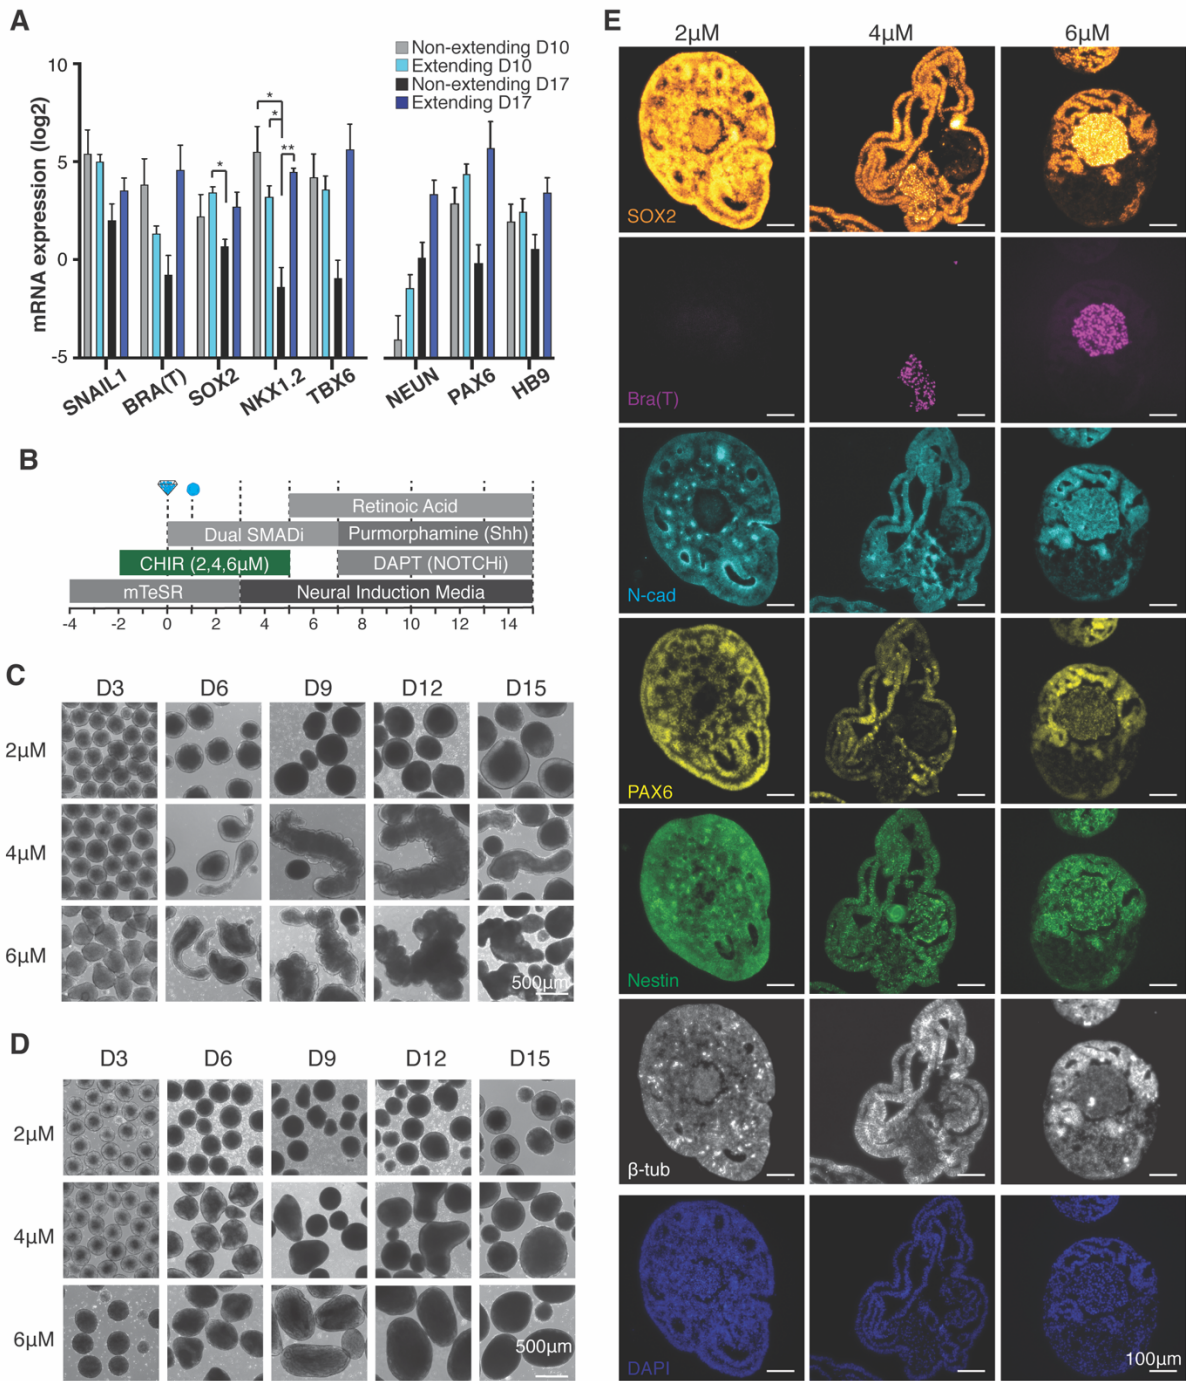 A
10
5
0
-5
mRNA expression (log2)
Non-extending D10
Extending D10
Non-extending D17
Extending D17
*
*
**
*
SNAIL1
BRA(T)
SOX2
NKX1.2
TBX6
NEUN
PAX6
HB9
B
Retinoic Acid
Dual SMADi
Purmorphamine (Shh)
CHIR (2,4,6μM)
DAPT (NOTCHi)
mTeSR
Neural Induction Media
-4 -2 0 2 4 6 8 10 12 14
C
D3 D6 D9 D12 D15
2μM
4μM
6μM
500μm
D
D3 D6 D9 D12 D15
2μM
4μM
6μM
500μm
E
2μM 4μM 6μM
SOX2
Bra(T)
N-cad
PAX6
Nestin
β-tub
DAPI
100μm